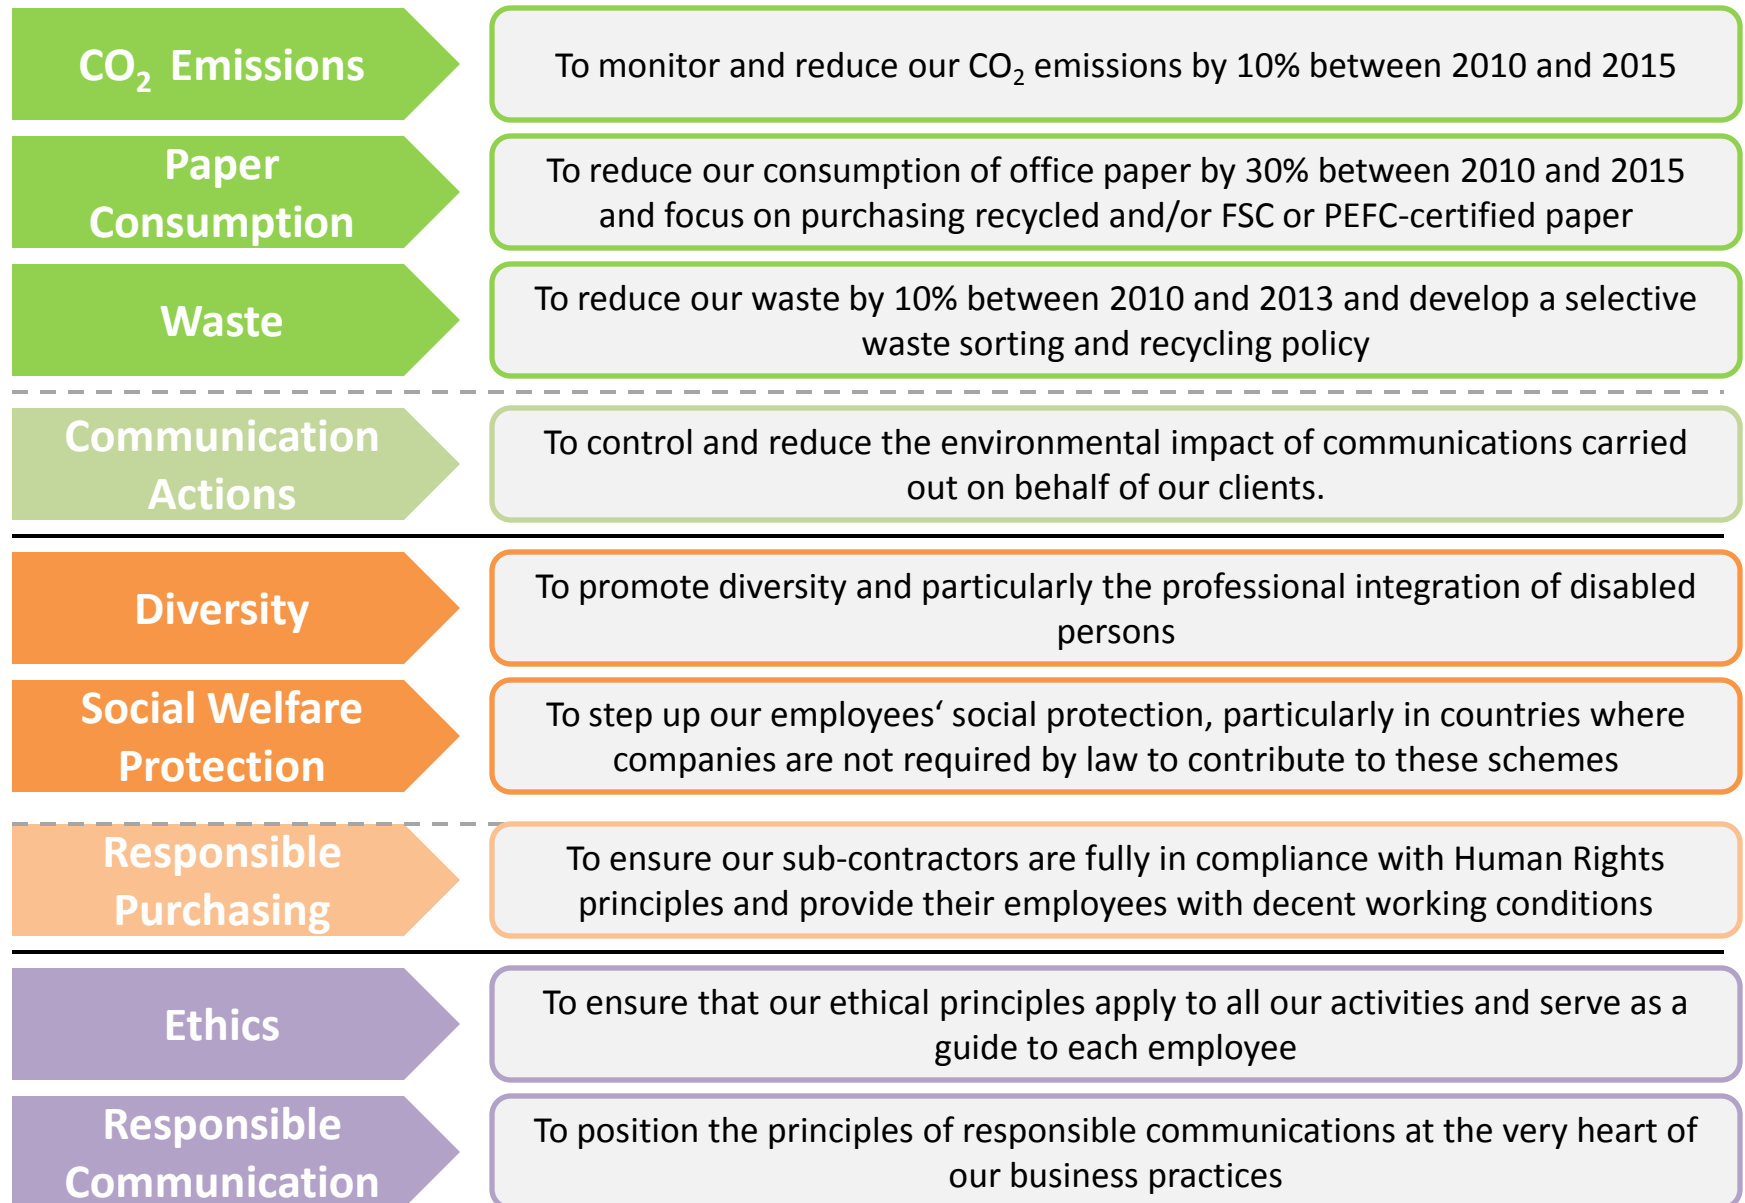 CO₂ Emissions
To monitor and reduce our CO₂ emissions by 10% between 2010 and 2015
Paper
Consumption
To reduce our consumption of office paper by 30% between 2010 and 2015
and focus on purchasing recycled and/or FSC or PEFC-certified paper
Waste
To reduce our waste by 10% between 2010 and 2013 and develop a selective
waste sorting and recycling policy
Communication
Actions
To control and reduce the environmental impact of communications carried
out on behalf of our clients.
Diversity
To promote diversity and particularly the professional integration of disabled
persons
Social Welfare
Protection
To step up our employees‘ social protection, particularly in countries where
companies are not required by law to contribute to these schemes
Responsible
Purchasing
To ensure our sub-contractors are fully in compliance with Human Rights
principles and provide their employees with decent working conditions
Ethics
To ensure that our ethical principles apply to all our activities and serve as a
guide to each employee
Responsible
Communication
To position the principles of responsible communications at the very heart of
our business practices